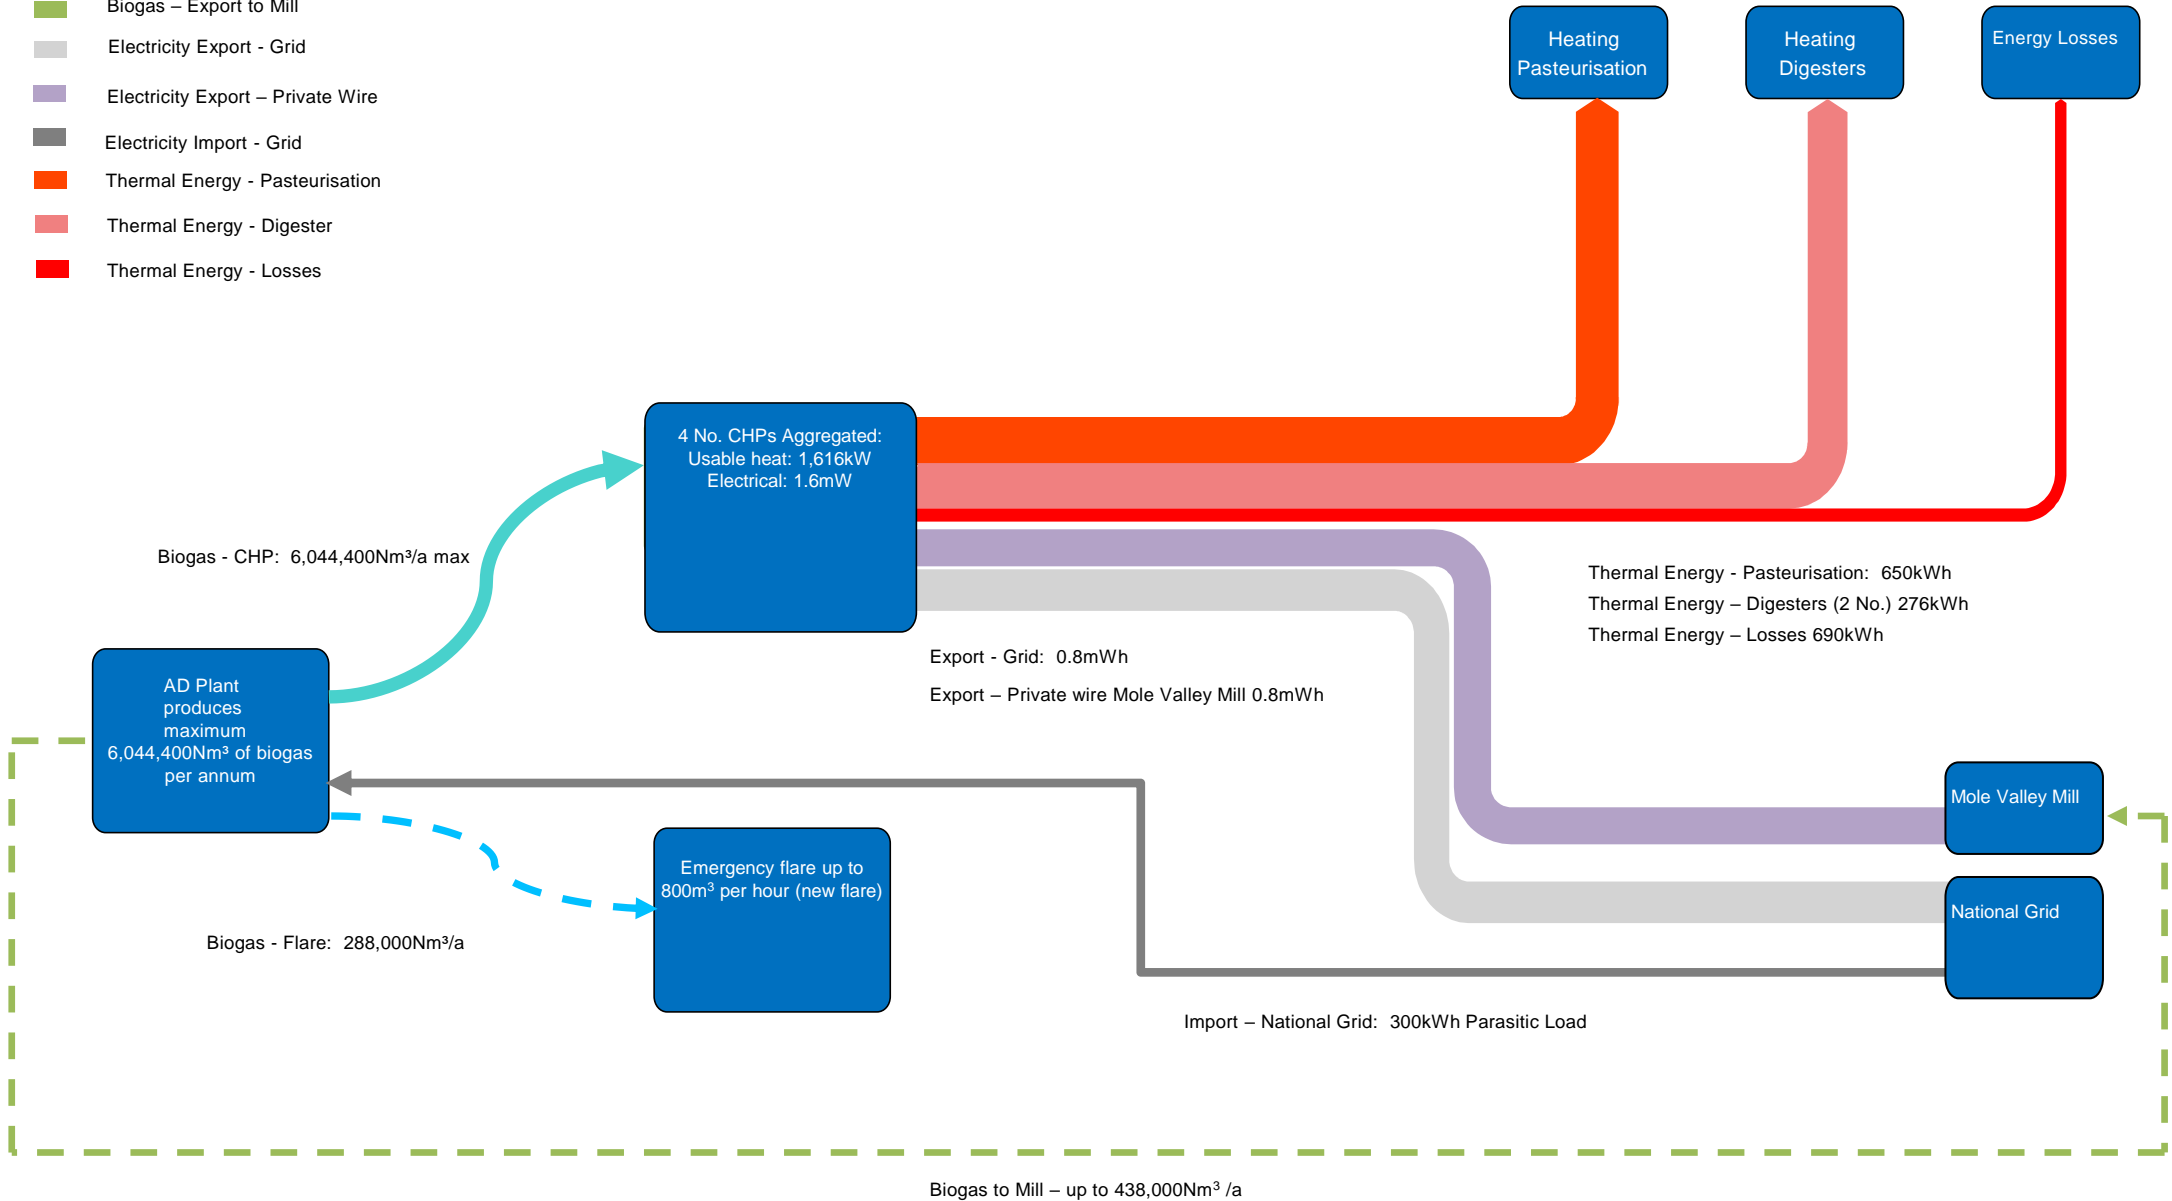 Biogas – Export to Mill
Electricity Export - Grid
Electricity Export – Private Wire
Electricity Import - Grid
Thermal Energy - Pasteurisation
Thermal Energy - Digester
Thermal Energy - Losses
Heating
Pasteurisation
Heating
Digesters
Energy Losses
4 No. CHPs Aggregated:
Usable heat: 1,616kW
Electrical: 1.6mW
Biogas - CHP: 6,044,400Nm³/a max
Thermal Energy - Pasteurisation: 650kWh
Thermal Energy – Digesters (2 No.) 276kWh
Thermal Energy – Losses 690kWh
Export - Grid: 0.8mWh
Export – Private wire Mole Valley Mill 0.8mWh
AD Plant
produces
maximum
6,044,400Nm³ of biogas
per annum
Mole Valley Mill
Emergency flare up to
800m³ per hour (new flare)
National Grid
Biogas - Flare: 288,000Nm³/a
Import – National Grid: 300kWh Parasitic Load
Biogas to Mill – up to 438,000Nm³ /a